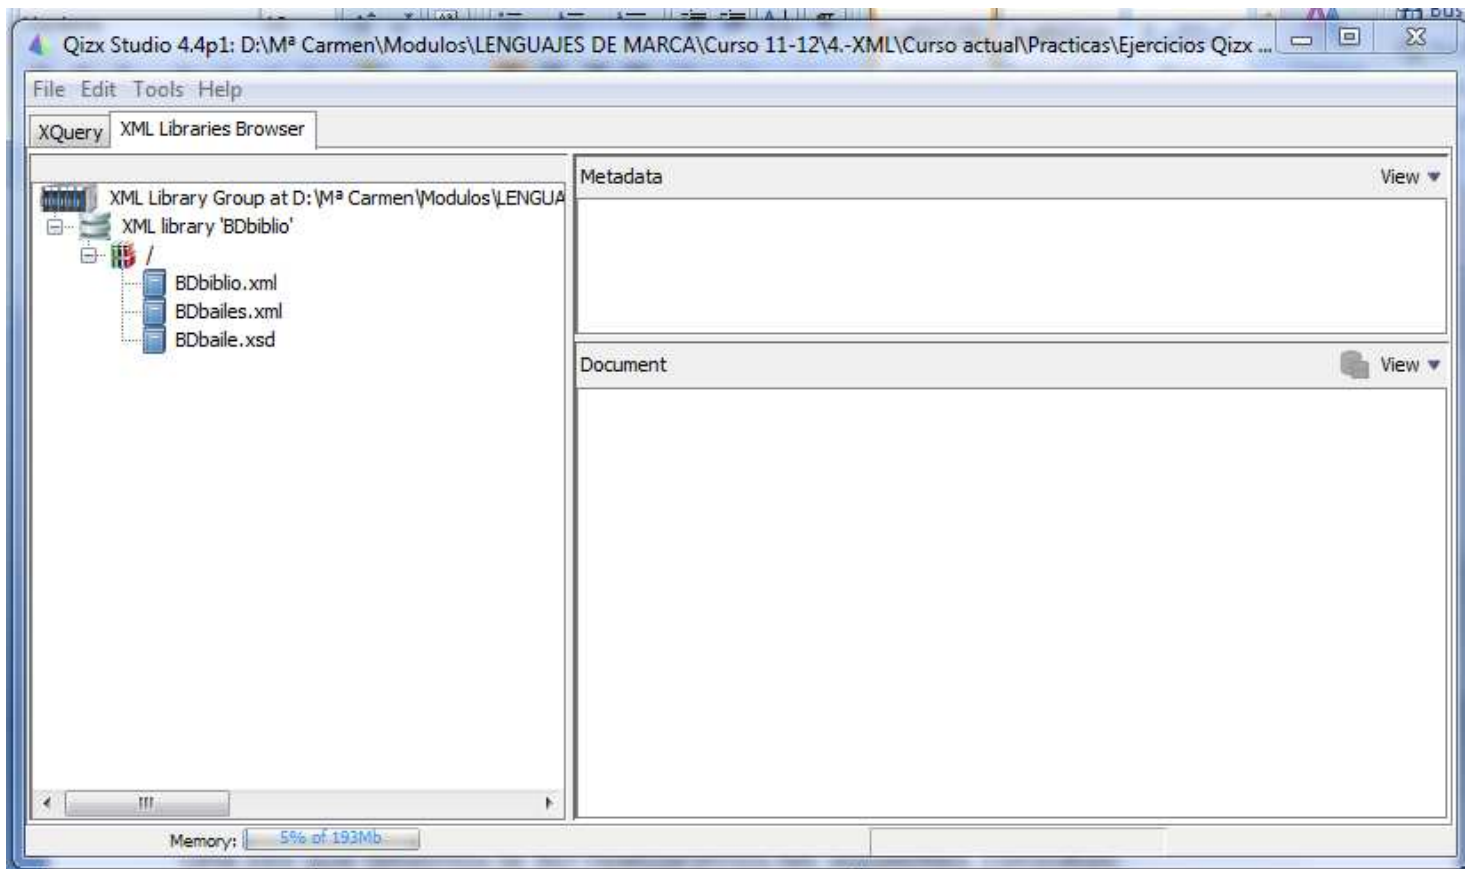 Qizx Studio 4.4p1: D:\Mª Carmen\Modulos\LENGUAJES DE MARCA\Curso 11-12\4.-XML\Curso actual\Practicas\Ejercicios Qizx ...
File Edit Tools Help
XQuery XML Libraries Browser
XML Library Group at D:\Mª Carmen\Modulos\LENGUA
XML library 'BDbiblio'
/
BDbiblio.xml
BDbailes.xml
BDbaile.xsd
Metadata View
Document View
Memory: 5% of 193Mb